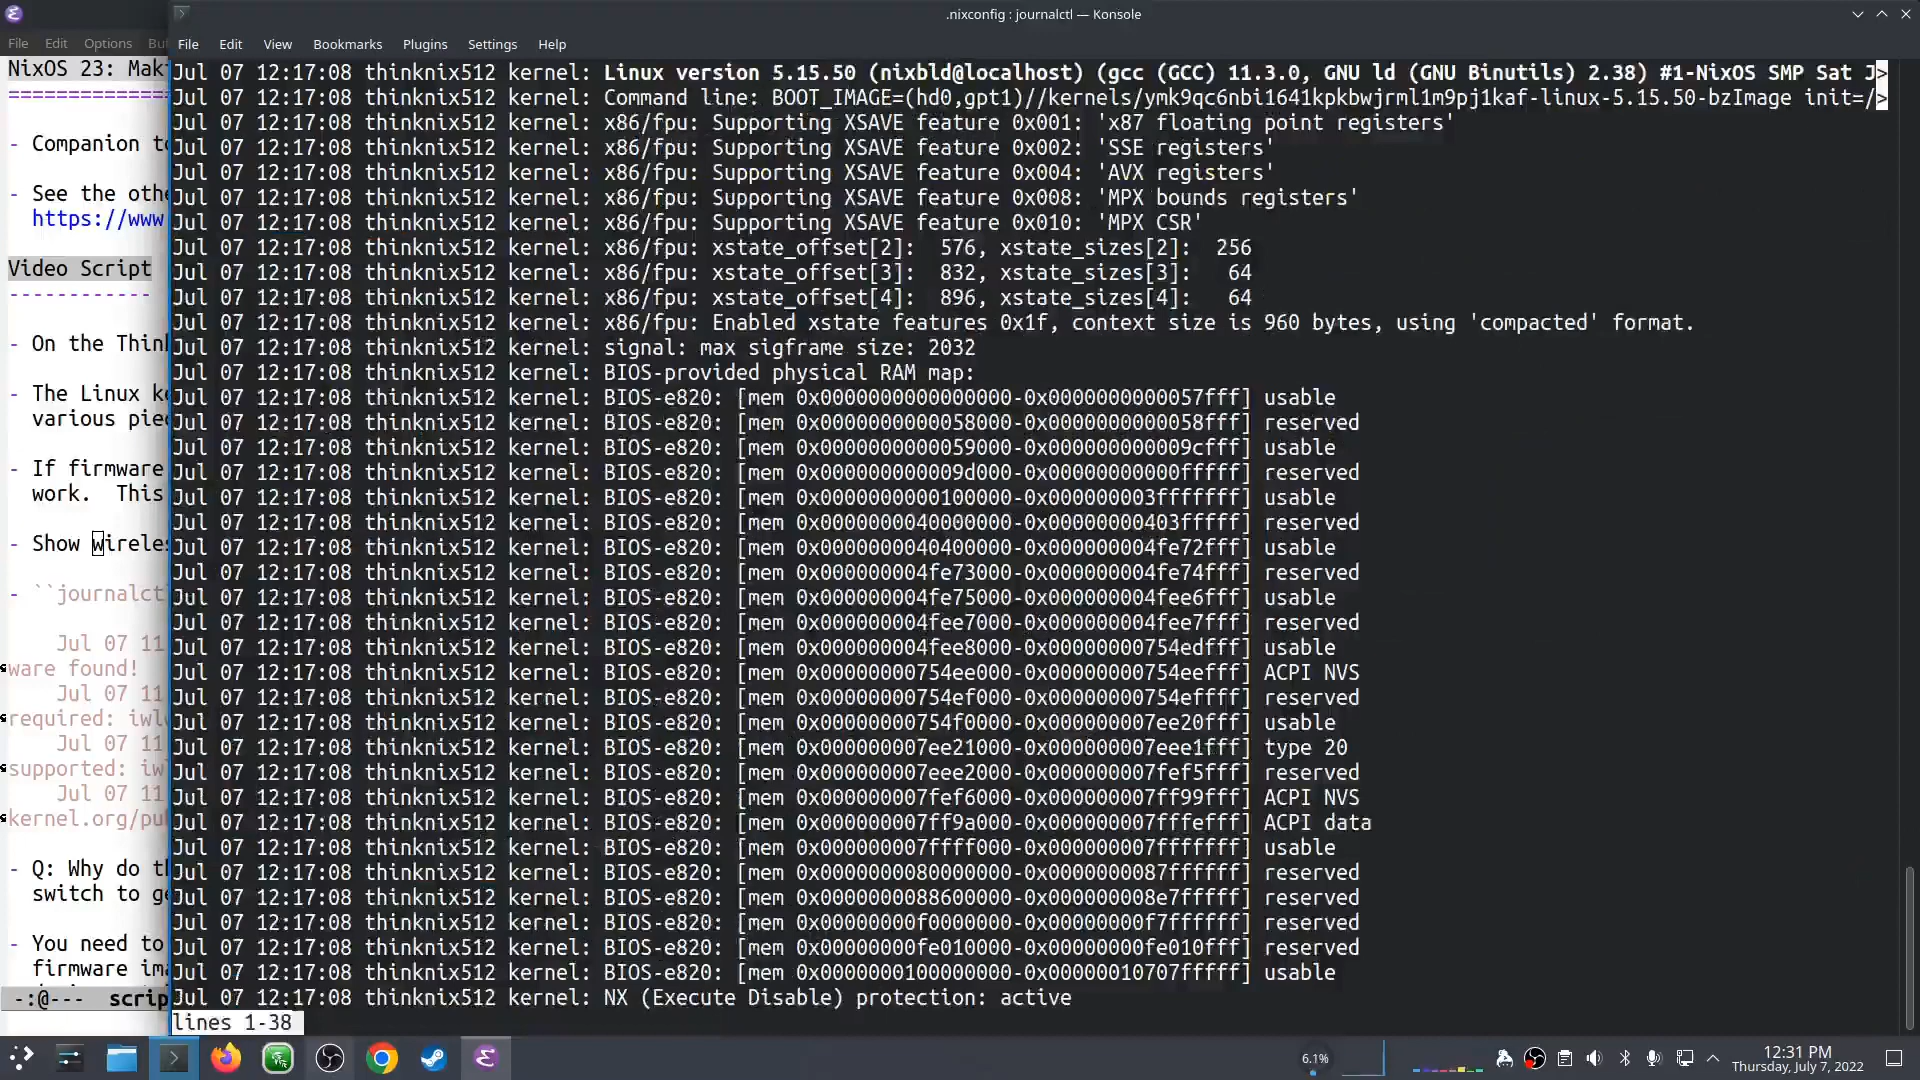 .nixconfig : journalctl — Konsole
File Edit Options Bu
File Edit View Bookmarks Plugins Settings Help
NixOS 23: Mak
=============
- Companion to
- See the othe
https://www
Video Script
------------
- On the Think
- The Linux ke
various pied
- If firmware
work. This
- Show wireles
- ``journalct
Jul 07 11
ware found!
Jul 07 11
required: iwlw
Jul 07 11
supported: iwl
Jul 07 11
kernel.org/pu
- Q: Why do th
switch to ge
- You need to
firmware ima
-:@--- scrip
Jul 07 12:17:08 thinknix512 kernel: Linux version 5.15.50 (nixbld@localhost) (gcc (GCC) 11.3.0, GNU ld (GNU Binutils) 2.38) #1-NixOS SMP Sat J>
Jul 07 12:17:08 thinknix512 kernel: Command line: BOOT_IMAGE=(hd0,gpt1)//kernels/ymk9qc6nbi1641kpkbwjrml1m9pj1kaf-linux-5.15.50-bzImage init=/>
Jul 07 12:17:08 thinknix512 kernel: x86/fpu: Supporting XSAVE feature 0x001: 'x87 floating point registers'
Jul 07 12:17:08 thinknix512 kernel: x86/fpu: Supporting XSAVE feature 0x002: 'SSE registers'
Jul 07 12:17:08 thinknix512 kernel: x86/fpu: Supporting XSAVE feature 0x004: 'AVX registers'
Jul 07 12:17:08 thinknix512 kernel: x86/fpu: Supporting XSAVE feature 0x008: 'MPX bounds registers'
Jul 07 12:17:08 thinknix512 kernel: x86/fpu: Supporting XSAVE feature 0x010: 'MPX CSR'
Jul 07 12:17:08 thinknix512 kernel: x86/fpu: xstate_offset[2]:  576, xstate_sizes[2]:  256
Jul 07 12:17:08 thinknix512 kernel: x86/fpu: xstate_offset[3]:  832, xstate_sizes[3]:   64
Jul 07 12:17:08 thinknix512 kernel: x86/fpu: xstate_offset[4]:  896, xstate_sizes[4]:   64
Jul 07 12:17:08 thinknix512 kernel: x86/fpu: Enabled xstate features 0x1f, context size is 960 bytes, using 'compacted' format.
Jul 07 12:17:08 thinknix512 kernel: signal: max sigframe size: 2032
Jul 07 12:17:08 thinknix512 kernel: BIOS-provided physical RAM map:
Jul 07 12:17:08 thinknix512 kernel: BIOS-e820: [mem 0x0000000000000000-0x0000000000057fff] usable
Jul 07 12:17:08 thinknix512 kernel: BIOS-e820: [mem 0x0000000000058000-0x0000000000058fff] reserved
Jul 07 12:17:08 thinknix512 kernel: BIOS-e820: [mem 0x0000000000059000-0x000000000009cfff] usable
Jul 07 12:17:08 thinknix512 kernel: BIOS-e820: [mem 0x000000000009d000-0x00000000000fffff] reserved
Jul 07 12:17:08 thinknix512 kernel: BIOS-e820: [mem 0x0000000000100000-0x000000003fffffff] usable
Jul 07 12:17:08 thinknix512 kernel: BIOS-e820: [mem 0x0000000040000000-0x00000000403fffff] reserved
Jul 07 12:17:08 thinknix512 kernel: BIOS-e820: [mem 0x0000000040400000-0x000000004fe72fff] usable
Jul 07 12:17:08 thinknix512 kernel: BIOS-e820: [mem 0x000000004fe73000-0x000000004fe74fff] reserved
Jul 07 12:17:08 thinknix512 kernel: BIOS-e820: [mem 0x000000004fe75000-0x000000004fee6fff] usable
Jul 07 12:17:08 thinknix512 kernel: BIOS-e820: [mem 0x000000004fee7000-0x000000004fee7fff] reserved
Jul 07 12:17:08 thinknix512 kernel: BIOS-e820: [mem 0x000000004fee8000-0x00000000754edfff] usable
Jul 07 12:17:08 thinknix512 kernel: BIOS-e820: [mem 0x00000000754ee000-0x00000000754eefff] ACPI NVS
Jul 07 12:17:08 thinknix512 kernel: BIOS-e820: [mem 0x00000000754ef000-0x00000000754effff] reserved
Jul 07 12:17:08 thinknix512 kernel: BIOS-e820: [mem 0x00000000754f0000-0x000000007ee20fff] usable
Jul 07 12:17:08 thinknix512 kernel: BIOS-e820: [mem 0x000000007ee21000-0x000000007eee1fff] type 20
Jul 07 12:17:08 thinknix512 kernel: BIOS-e820: [mem 0x000000007eee2000-0x000000007fef5fff] reserved
Jul 07 12:17:08 thinknix512 kernel: BIOS-e820: [mem 0x000000007fef6000-0x000000007ff99fff] ACPI NVS
Jul 07 12:17:08 thinknix512 kernel: BIOS-e820: [mem 0x000000007ff9a000-0x000000007fffefff] ACPI data
Jul 07 12:17:08 thinknix512 kernel: BIOS-e820: [mem 0x000000007ffff000-0x000000007fffffff] usable
Jul 07 12:17:08 thinknix512 kernel: BIOS-e820: [mem 0x0000000080000000-0x0000000087ffffff] reserved
Jul 07 12:17:08 thinknix512 kernel: BIOS-e820: [mem 0x0000000088600000-0x000000008e7fffff] reserved
Jul 07 12:17:08 thinknix512 kernel: BIOS-e820: [mem 0x00000000f0000000-0x00000000f7ffffff] reserved
Jul 07 12:17:08 thinknix512 kernel: BIOS-e820: [mem 0x00000000fe010000-0x00000000fe010fff] reserved
Jul 07 12:17:08 thinknix512 kernel: BIOS-e820: [mem 0x0000000100000000-0x00000010707fffff] usable
Jul 07 12:17:08 thinknix512 kernel: NX (Execute Disable) protection: active
lines 1-38
6.1%
12:31 PM
Thursday, July 7, 2022